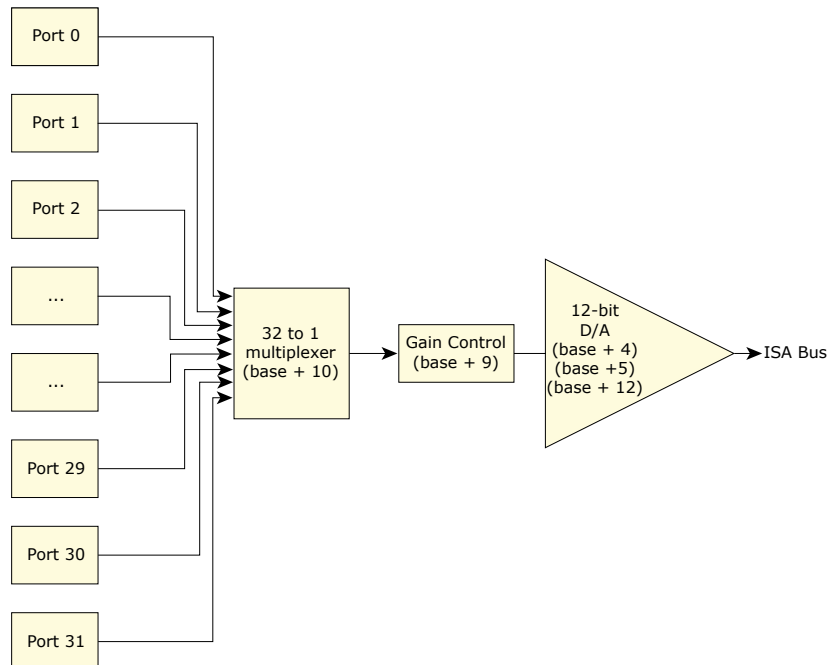 Port 0
Port 1
Port 2
...
...
Port 29
Port 30
Port 31
32 to 1
multiplexer
(base + 10)
Gain Control
(base + 9)
12-bit
D/A
(base + 4)
(base +5)
(base + 12)
ISA Bus